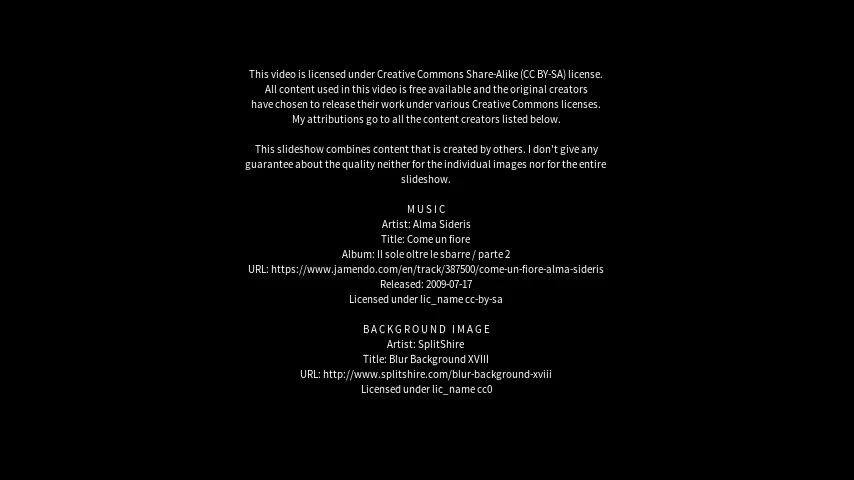 This video is licensed under Creative Commons Share-Alike (CC BY-SA) license.
All content used in this video is free available and the original creators
have chosen to release their work under various Creative Commons licenses.
My attributions go to all the content creators listed below.
This slideshow combines content that is created by others. I don't give any
guarantee about the quality neither for the individual images nor for the entire
slideshow.
MUSIC
Artist: Alma Sideris
Title: Come un fiore
Album: Il sole oltre le sbarre / parte 2
URL: https://www.jamendo.com/en/track/387500/come-un-fiore-alma-sideris
Released: 2009-07-17
Licensed under lic_name cc-by-sa
BACKGROUND IMAGE
Artist: SplitShire
Title: Blur Background XVIII
URL: http://www.splitshire.com/blur-background-xviii
Licensed under lic_name cc0